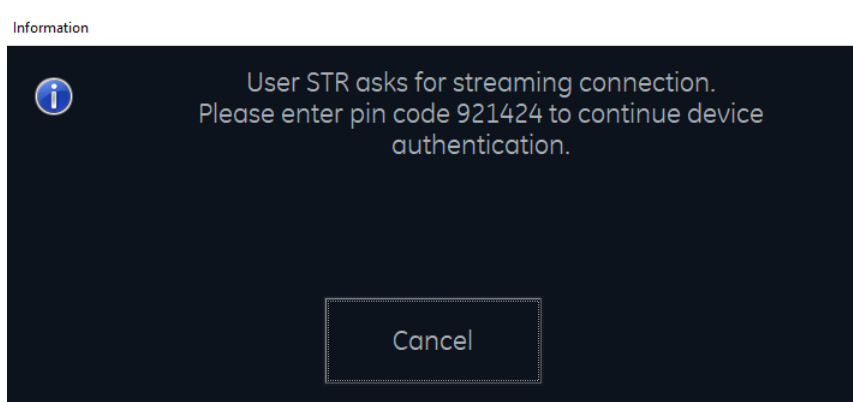 Information
User STR asks for streaming connection.
Please enter pin code 921424 to continue device
authentication.
Cancel